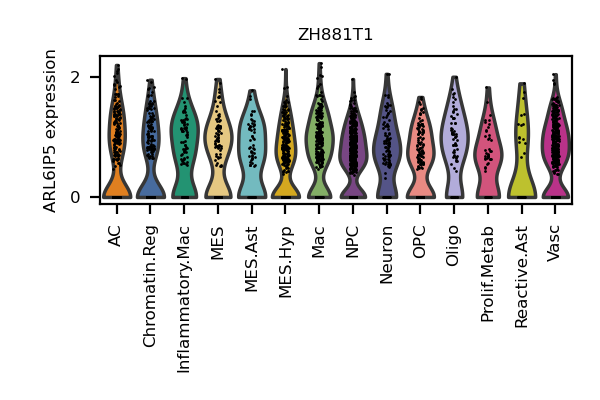 ZH881T1
ARL6IP5 expression
2
0
AC
Chromatin.Reg
Inflammatory.Mac
MES
MES.Ast
MES.Hyp
Mac
NPC
Neuron
OPC
Oligo
Prolif.Metab
Reactive.Ast
Vasc